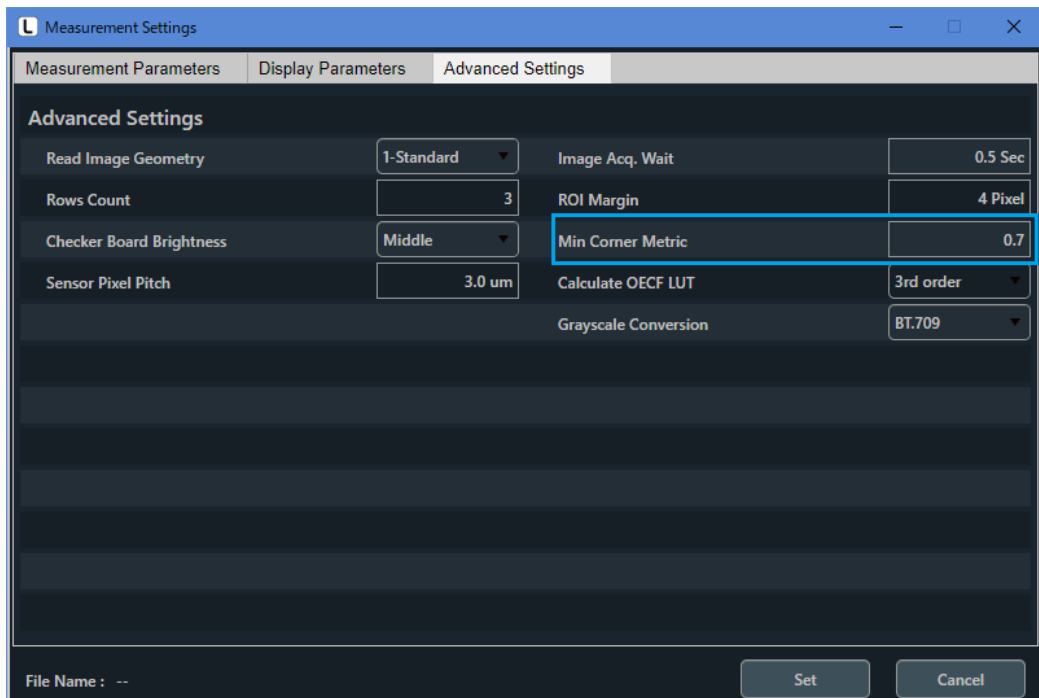 L Measurement Settings
Measurement Parameters Display Parameters Advanced Settings
Advanced Settings
Read Image Geometry 1-Standard Image Acq. Wait 0.5 Sec
Rows Count 3 ROI Margin 4 Pixel
Checker Board Brightness Middle Min Corner Metric 0.7
Sensor Pixel Pitch 3.0 um Calculate OECF LUT 3rd order
Grayscale Conversion BT.709
File Name : -- Set Cancel